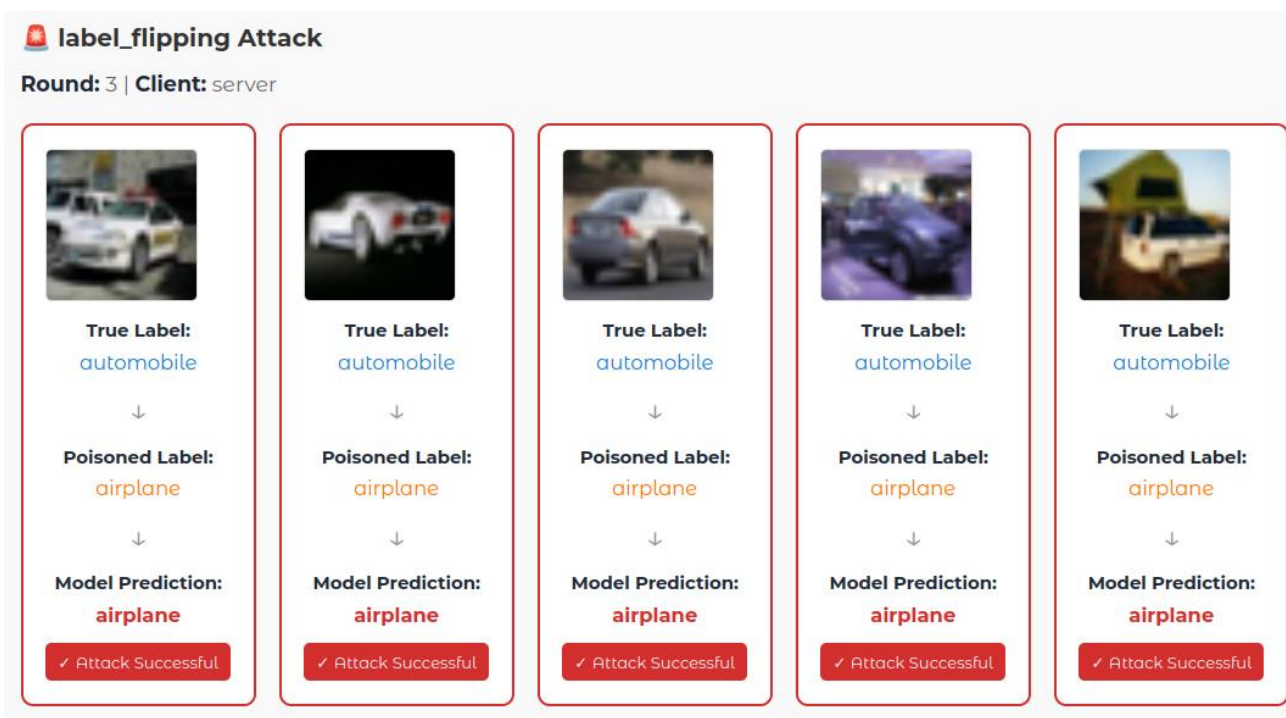 🚨 label_flipping Attack
Round: 3 | Client: server
True Label: True Label: True Label: True Label: True Label:
automobile automobile automobile automobile automobile
↓ ↓ ↓ ↓ ↓
Poisoned Label: Poisoned Label: Poisoned Label: Poisoned Label: Poisoned Label:
airplane airplane airplane airplane airplane
↓ ↓ ↓ ↓ ↓
Model Prediction: Model Prediction: Model Prediction: Model Prediction: Model Prediction:
airplane airplane airplane airplane airplane
✓ Attack Successful ✓ Attack Successful ✓ Attack Successful ✓ Attack Successful ✓ Attack Successful